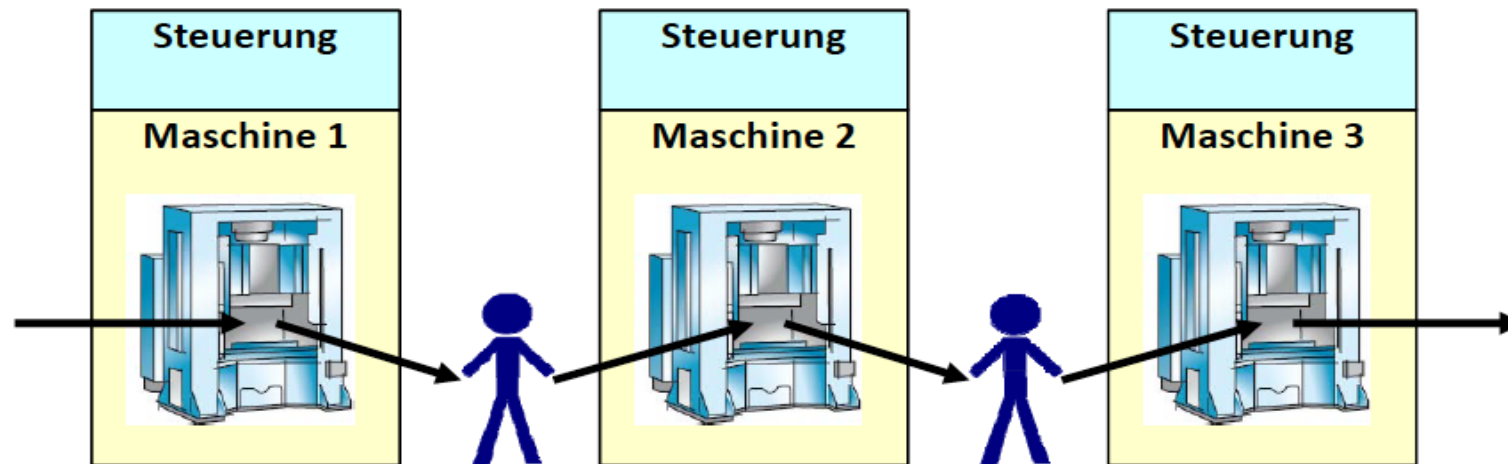 Steuerung
Maschine 1
Steuerung
Maschine 2
Steuerung
Maschine 3